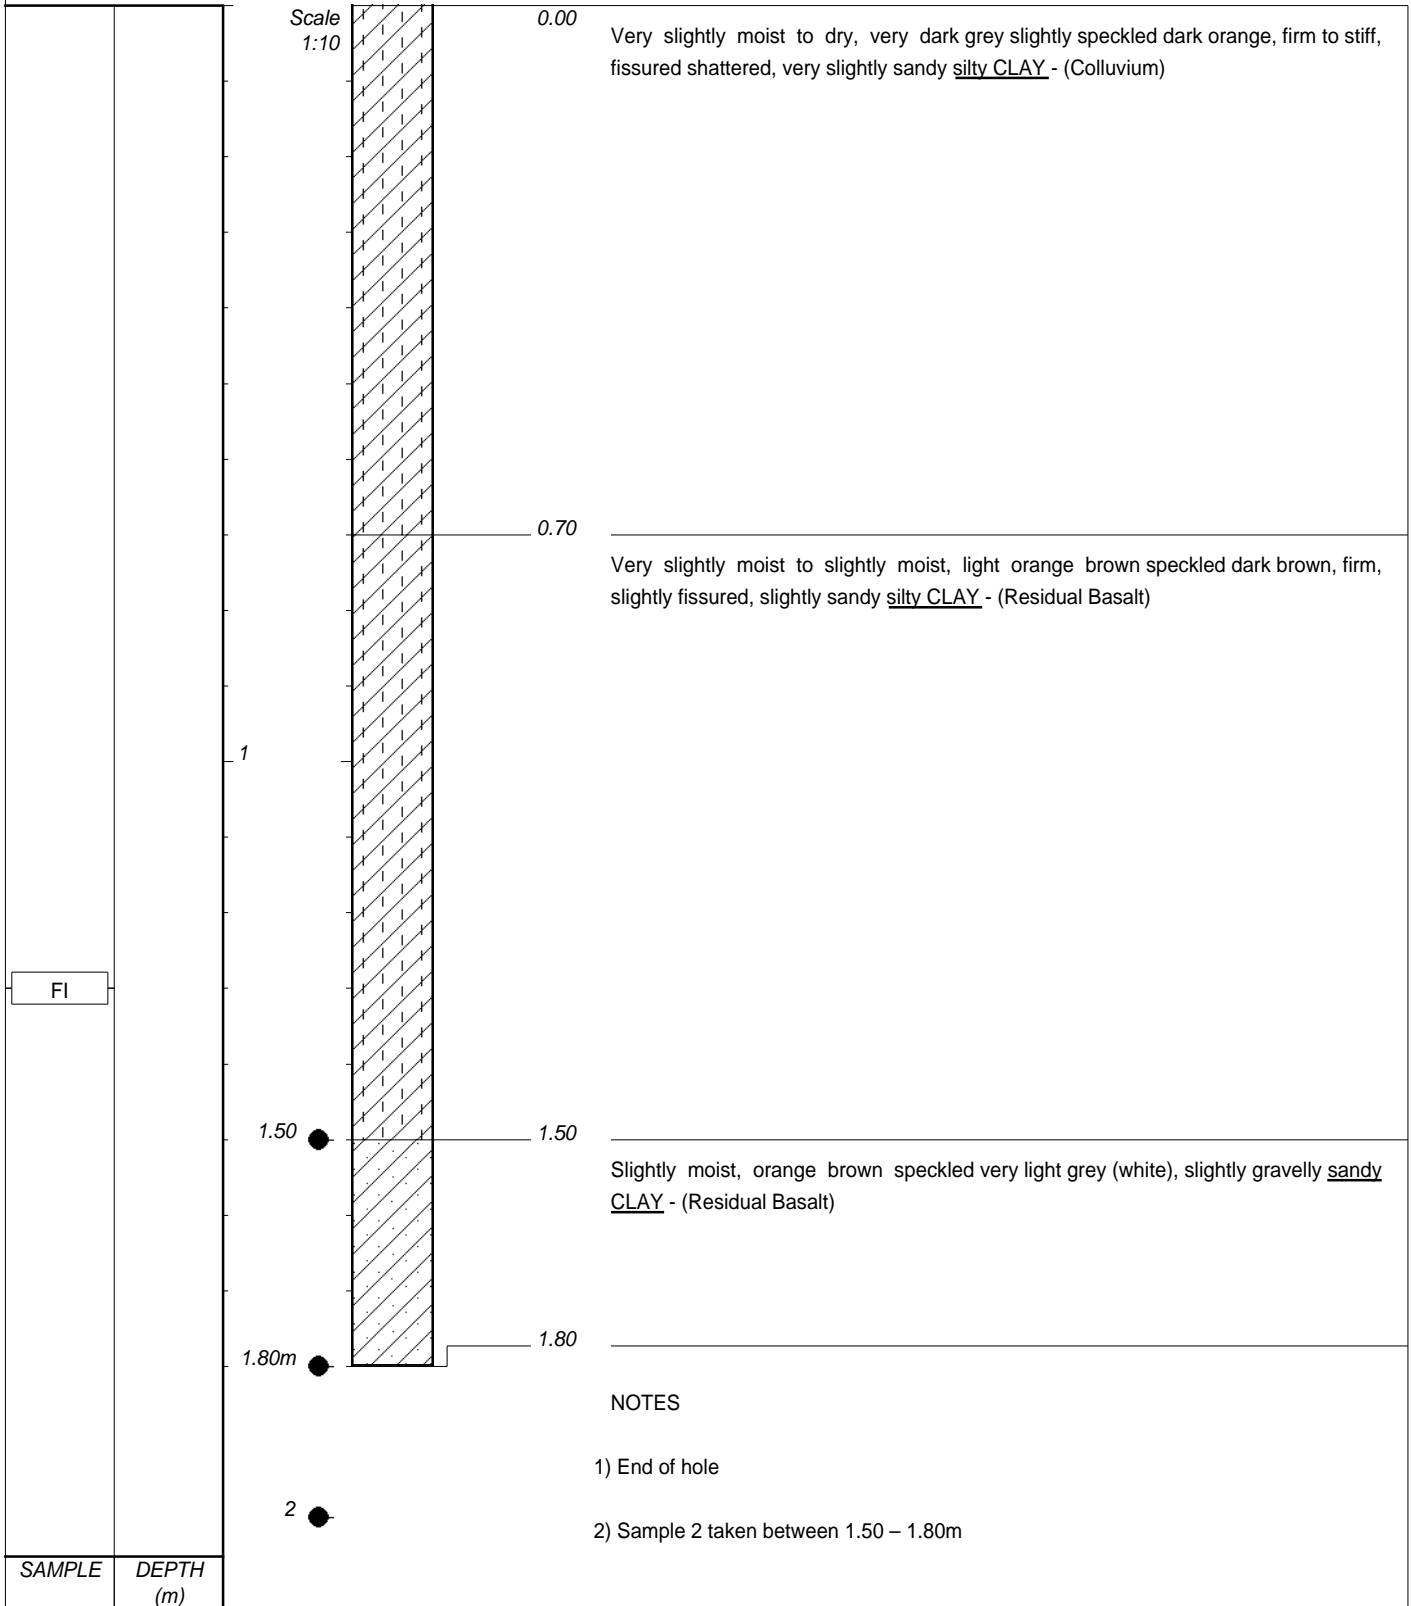 Scale
1:10
0.00
Very slightly moist to dry, very dark grey slightly speckled dark orange, firm to stiff,
fissured shattered, very slightly sandy silty CLAY - (Colluvium)
0.70
Very slightly moist to slightly moist, light orange brown speckled dark brown, firm,
slightly fissured, slightly sandy silty CLAY - (Residual Basalt)
1
FI
1.50
1.50
Slightly moist, orange brown speckled very light grey (white), slightly gravelly sandy
CLAY - (Residual Basalt)
1.80
1.80m
NOTES
1) End of hole
2
2) Sample 2 taken between 1.50 – 1.80m
SAMPLE
DEPTH
(m)